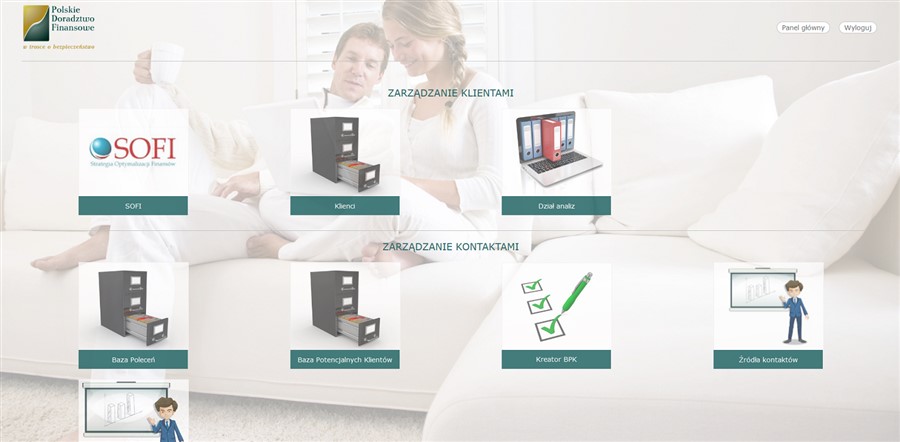 Polskie
Doradztwo
Finansowe
w trosce o bezpieczeństwo
Panel główny
Wyloguj
ZARZĄDZANIE KLIENTAMI
SOFI
Strategia Optymalizacji Finansów
SOFI
Klienci
Dział analiz
ZARZĄDZANIE KONTAKTAMI
Baza Poleceń
Baza Potencjalnych Klientów
Kreator BPK
Źródła kontaktów